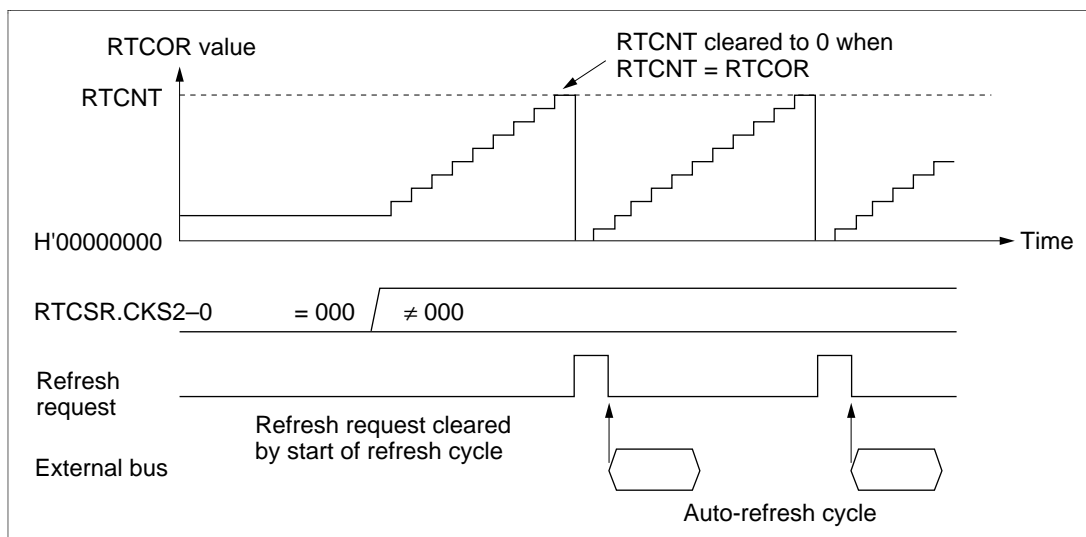 RTCOR value
RTCNT cleared to 0 when
RTCNT = RTCOR
RTCNT
H'00000000
Time
RTCSR.CKS2–0 = 000 ≠ 000
Refresh
request
Refresh request cleared
by start of refresh cycle
External bus
Auto-refresh cycle